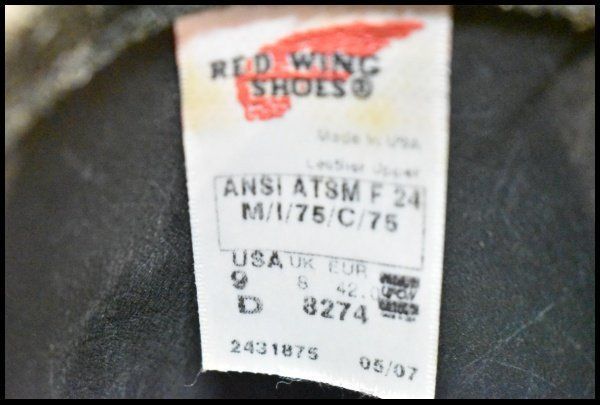 RED WING
SHOES®
Made in USA
Leather Upper
ANSI ATSM F 24
M/I/75/C/75
USA UK EUR
9 8 42.0
D 8274
2431875 05/07